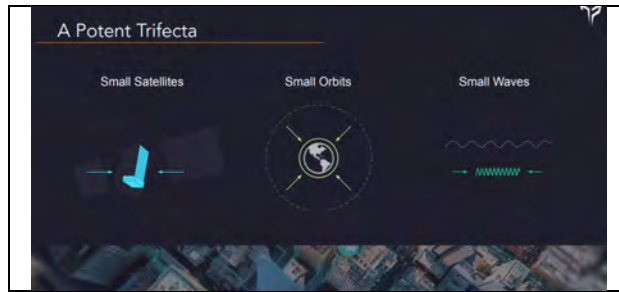 A Potent Trifecta
Small Satellites
Small Orbits
Small Waves